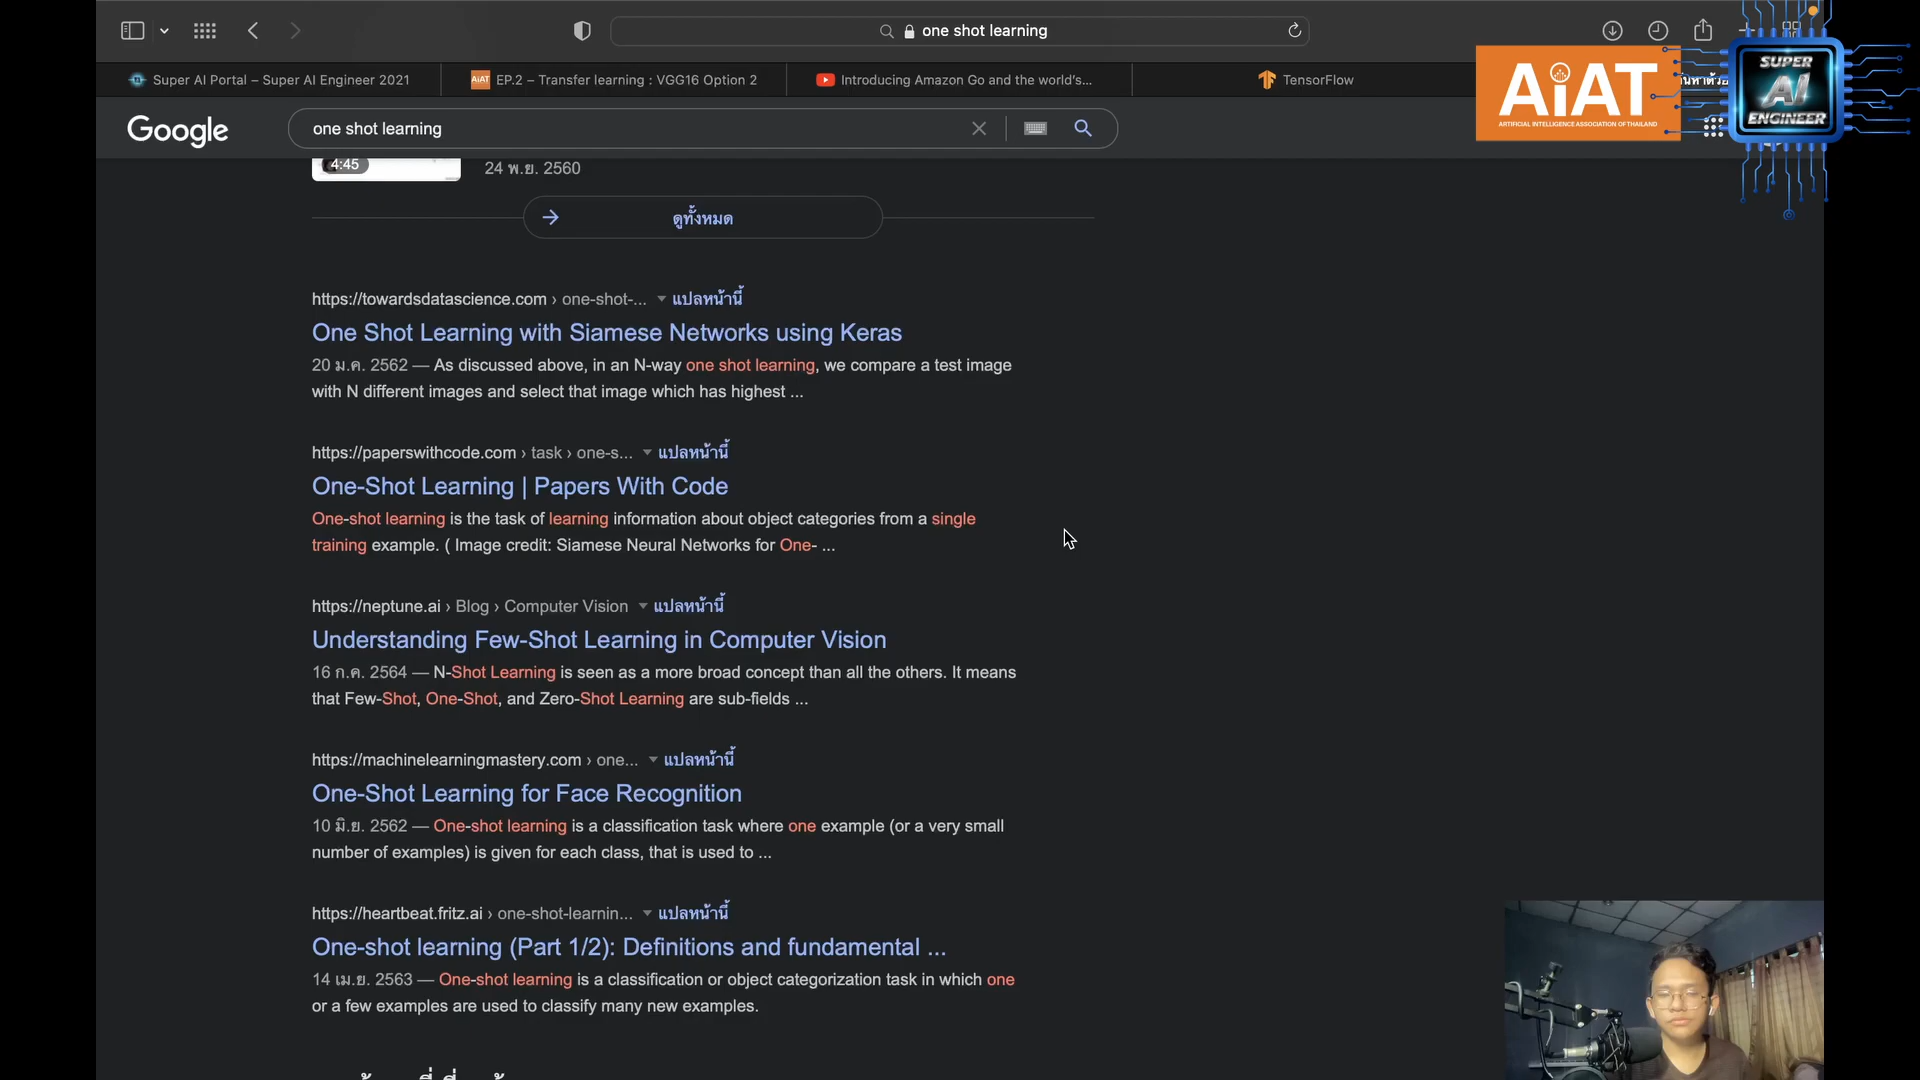 one shot learning
Super AI Portal – Super AI Engineer 2021
AiAT EP.2 – Transfer learning : VGG16 Option 2
Introducing Amazon Go and the world's...
TensorFlow
AiAT
ARTIFICIAL INTELLIGENCE ASSOCIATION OF THAILAND
SUPER
AI
ENGINEER
Google
one shot learning
4:45
24 พ.ย. 2560
ดูทั้งหมด
https://towardsdatascience.com › one-shot-... แปลหน้านี้
One Shot Learning with Siamese Networks using Keras
20 ม.ค. 2562 — As discussed above, in an N-way one shot learning, we compare a test image
with N different images and select that image which has highest ...
https://paperswithcode.com › task › one-s... แปลหน้านี้
One-Shot Learning | Papers With Code
One-shot learning is the task of learning information about object categories from a single
training example. ( Image credit: Siamese Neural Networks for One- ...
https://neptune.ai › Blog › Computer Vision แปลหน้านี้
Understanding Few-Shot Learning in Computer Vision
16 ก.ค. 2564 — N-Shot Learning is seen as a more broad concept than all the others. It means
that Few-Shot, One-Shot, and Zero-Shot Learning are sub-fields ...
https://machinelearningmastery.com › one... แปลหน้านี้
One-Shot Learning for Face Recognition
10 มิ.ย. 2562 — One-shot learning is a classification task where one example (or a very small
number of examples) is given for each class, that is used to ...
https://heartbeat.fritz.ai › one-shot-learnin... แปลหน้านี้
One-shot learning (Part 1/2): Definitions and fundamental ...
14 เม.ย. 2563 — One-shot learning is a classification or object categorization task in which one
or a few examples are used to classify many new examples.